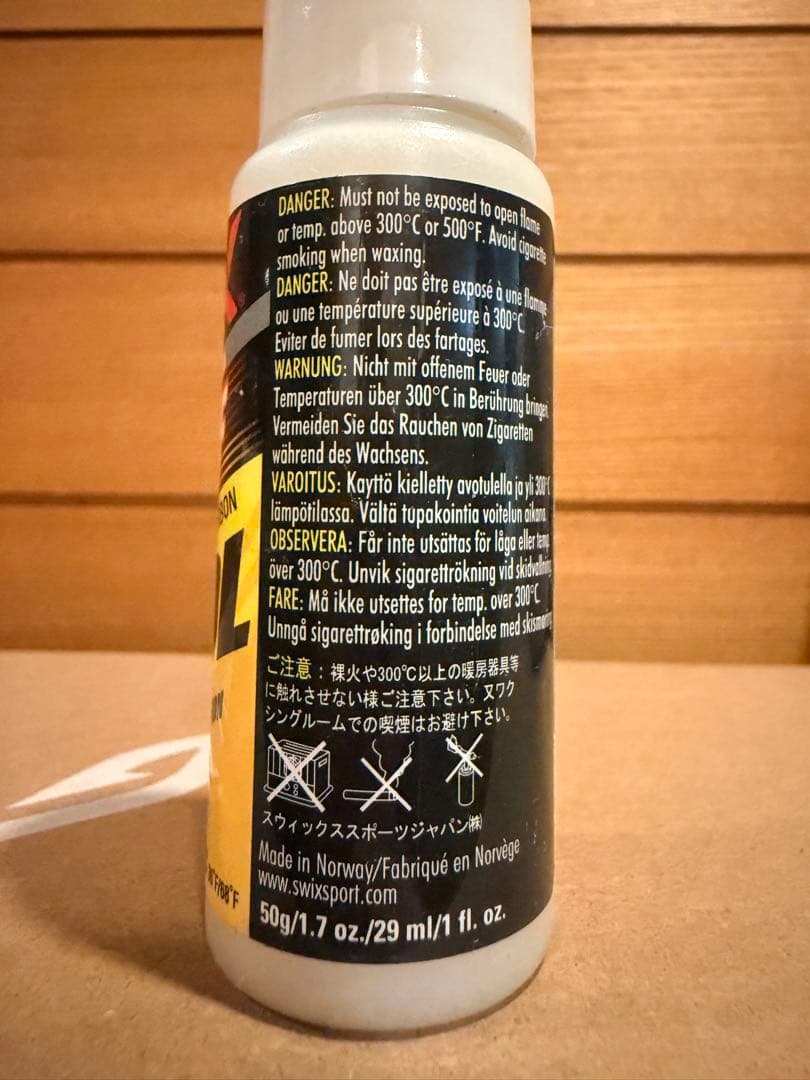 DANGER: Must not be exposed to open flame
or temp. above 300°C or 500°F. Avoid cigarette
smoking when waxing.
DANGER: Ne doit pas être exposé à une flamme
ou une température supérieure à 300°C.
Eviter de fumer lors des fartages.
WARNUNG: Nicht mit offenem Feuer oder
Temperaturen über 300°C in Berührung bringen.
Vermeiden Sie das Rauchen von Zigaretten
während des Wachsens.
VAROITUS: Kayttö kielletty avotulella ja yli 300°C
lämpötilassa. Vältä tupakointia voitelun aikana.
OBSERVERA: Får inte utsättas för låga eller temp.
över 300°C. Unvik sigarettrökning vid skidvallning.
FARE: Må ikke utsettes for temp. over 300°C.
Unngå sigarettrøking i forbindelse med skismøring.
ご注意：裸火や300℃以上の暖房器具等
に触れさせない様ご注意下さい。又ワク
シングルームでの喫煙はお避け下さい。
スウィックススポーツジャパン㈱
Made in Norway/Fabriqué en Norvège
www.swixsport.com
50g/1.7 oz./29 ml/1 fl. oz.
X®
F/68°F